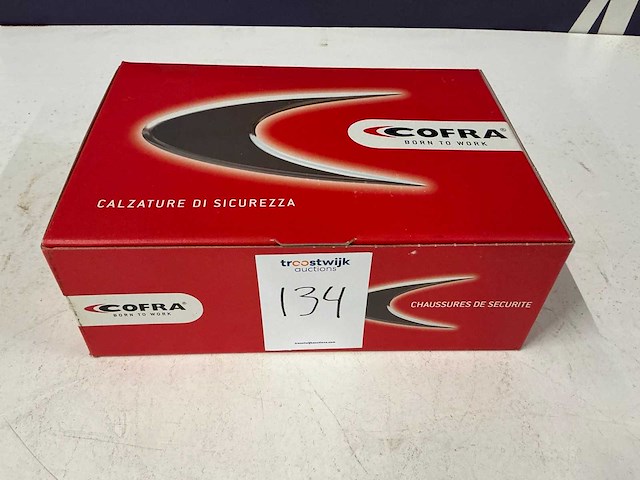 COFRA®
BORN TO WORK
CALZATURE DI SICUREZZA
troostwijk
auctions
134
COFRA®
BORN TO WORK
CHAUSSURES DE SECURITE